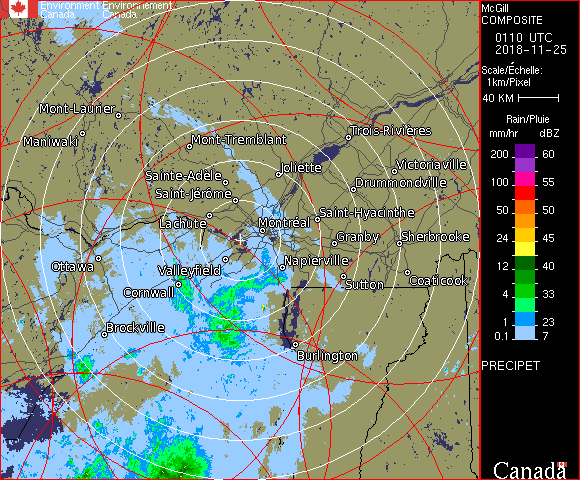 Environment Environnement
Canada Canada
McGill
COMPOSITE
0110 UTC
2018-11-25
Scale/Échelle:
1km/Pixel
40 KM
Rain/Pluie
mm/hr dBZ
200 60
100 55
50 50
24 45
12 40
4 33
1 23
0.1 7
PRECIPET
Canada
Mont-Laurier
Maniwaki
Mont-Tremblant
Trois-Rivières
Joliette
Victoriaville
Sainte-Adèle
Drummondville
Saint-Jérôme
Lachute
Saint-Hyacinthe
Montréal
Granby
Sherbrooke
Ottawa
Valleyfield
Napierville
Cornwall
Sutton
Coaticook
Brockville
Burlington